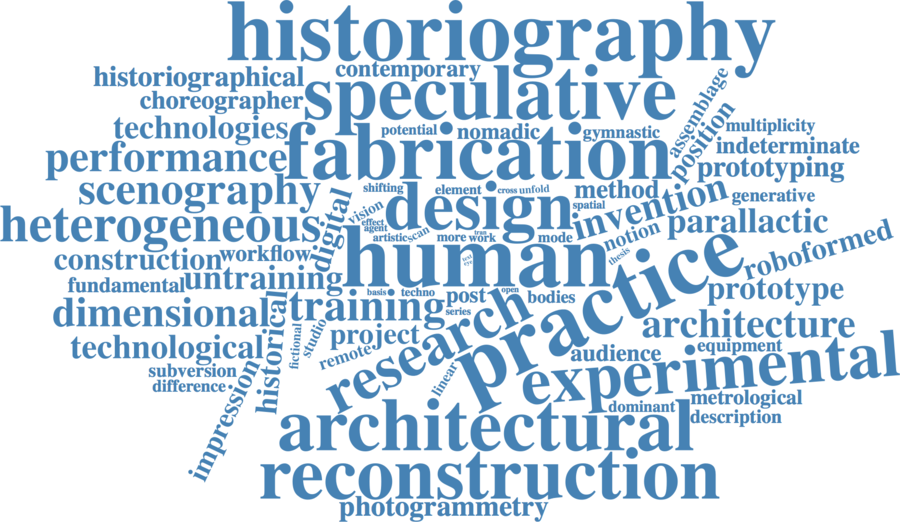 historiography
historiographical
contemporary
speculative
choreographer
assemblage
technologies
potential
nomadic
gymnastic
position
multiplicity
performance
fabrication
indeterminate
prototyping
scenography
shifting
element
cross
unfold
method
invention
generative
heterogeneous
digital
vision
effect
agent
design
spatial
parallactic
artistic
scan
more
work
tran
mode
notion
construction
workflow
human
text
eye
thesis
practice
roboformed
fundamental
untraining
basis
techno
post
open
bodies
prototype
dimensional
historical
training
series
research
fictional
studio
project
architecture
technological
remote
audience
equipment
subversion
difference
impression
linear
experimental
metrological
dominant
description
architectural
reconstruction
photogrammetry